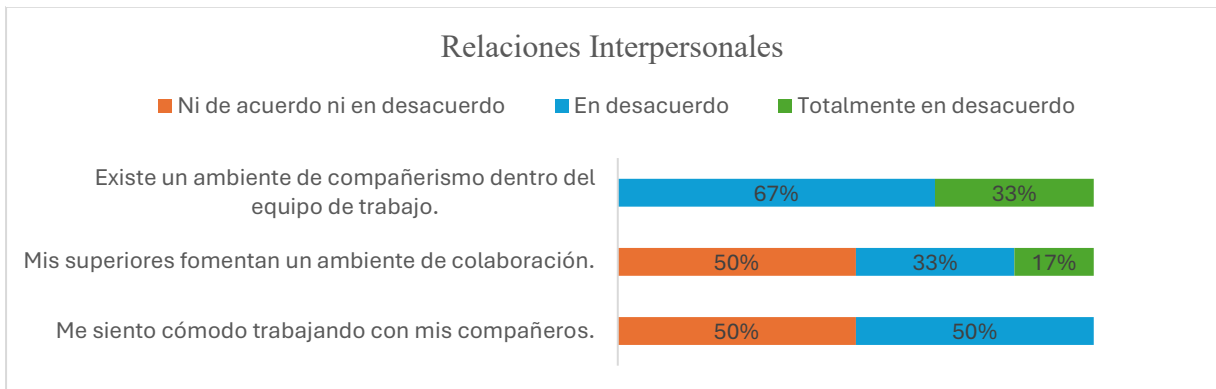 Relaciones Interpersonales
Ni de acuerdo ni en desacuerdo En desacuerdo Totalmente en desacuerdo
Existe un ambiente de compañerismo dentro del
equipo de trabajo.
67% 33%
Mis superiores fomentan un ambiente de colaboración.
50% 33% 17%
Me siento cómodo trabajando con mis compañeros.
50% 50%